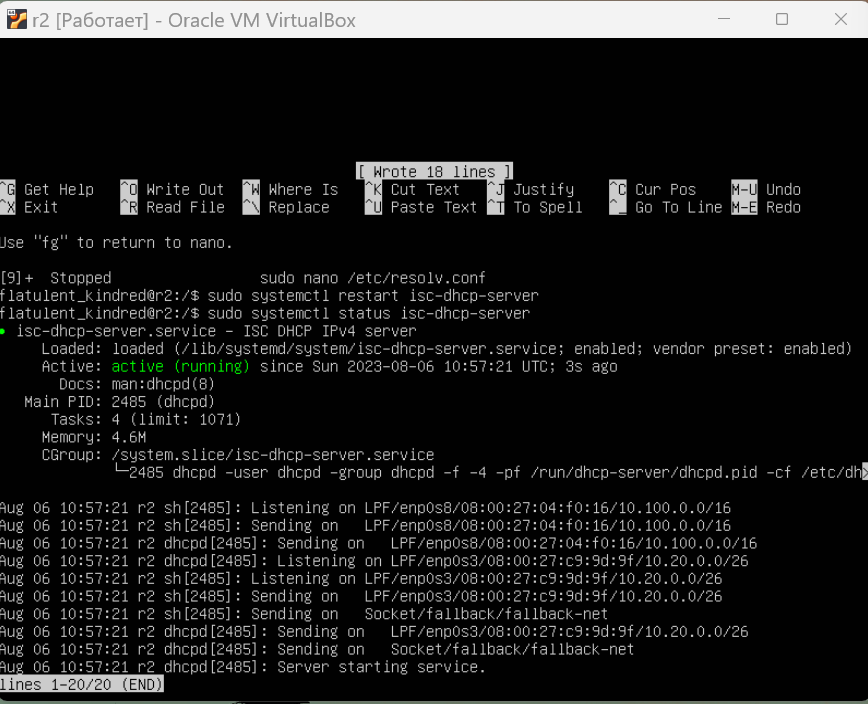 r2 [Работает] - Oracle VM VirtualBox
[ Wrote 18 lines ]
^G Get Help ^O Write Out ^W Where Is ^K Cut Text ^J Justify ^C Cur Pos M-U Undo
^X Exit ^R Read File ^\ Replace ^U Paste Text ^T To Spell ^_ Go To Line M-E Redo
Use "fg" to return to nano.
[9]+ Stopped sudo nano /etc/resolv.conf
flatulent_kindred@r2:/$ sudo systemctl restart isc-dhcp-server
flatulent_kindred@r2:/$ sudo systemctl status isc-dhcp-server
● isc-dhcp-server.service - ISC DHCP IPv4 server
Loaded: loaded (/lib/systemd/system/isc-dhcp-server.service; enabled; vendor preset: enabled)
Active: active (running) since Sun 2023-08-06 10:57:21 UTC; 3s ago
Docs: man:dhcpd(8)
Main PID: 2485 (dhcpd)
Tasks: 4 (limit: 1071)
Memory: 4.6M
CGroup: /system.slice/isc-dhcp-server.service
└─2485 dhcpd -user dhcpd -group dhcpd -f -4 -pf /run/dhcp-server/dhcpd.pid -cf /etc/dh>
Aug 06 10:57:21 r2 sh[2485]: Listening on LPF/enp0s8/08:00:27:04:f0:16/10.100.0.0/16
Aug 06 10:57:21 r2 sh[2485]: Sending on LPF/enp0s8/08:00:27:04:f0:16/10.100.0.0/16
Aug 06 10:57:21 r2 dhcpd[2485]: Sending on LPF/enp0s8/08:00:27:04:f0:16/10.100.0.0/16
Aug 06 10:57:21 r2 dhcpd[2485]: Listening on LPF/enp0s3/08:00:27:c9:9d:9f/10.20.0.0/26
Aug 06 10:57:21 r2 sh[2485]: Listening on LPF/enp0s3/08:00:27:c9:9d:9f/10.20.0.0/26
Aug 06 10:57:21 r2 sh[2485]: Sending on LPF/enp0s3/08:00:27:c9:9d:9f/10.20.0.0/26
Aug 06 10:57:21 r2 sh[2485]: Sending on Socket/fallback/fallback-net
Aug 06 10:57:21 r2 dhcpd[2485]: Sending on LPF/enp0s3/08:00:27:c9:9d:9f/10.20.0.0/26
Aug 06 10:57:21 r2 dhcpd[2485]: Sending on Socket/fallback/fallback-net
Aug 06 10:57:21 r2 dhcpd[2485]: Server starting service.
lines 1-20/20 (END)